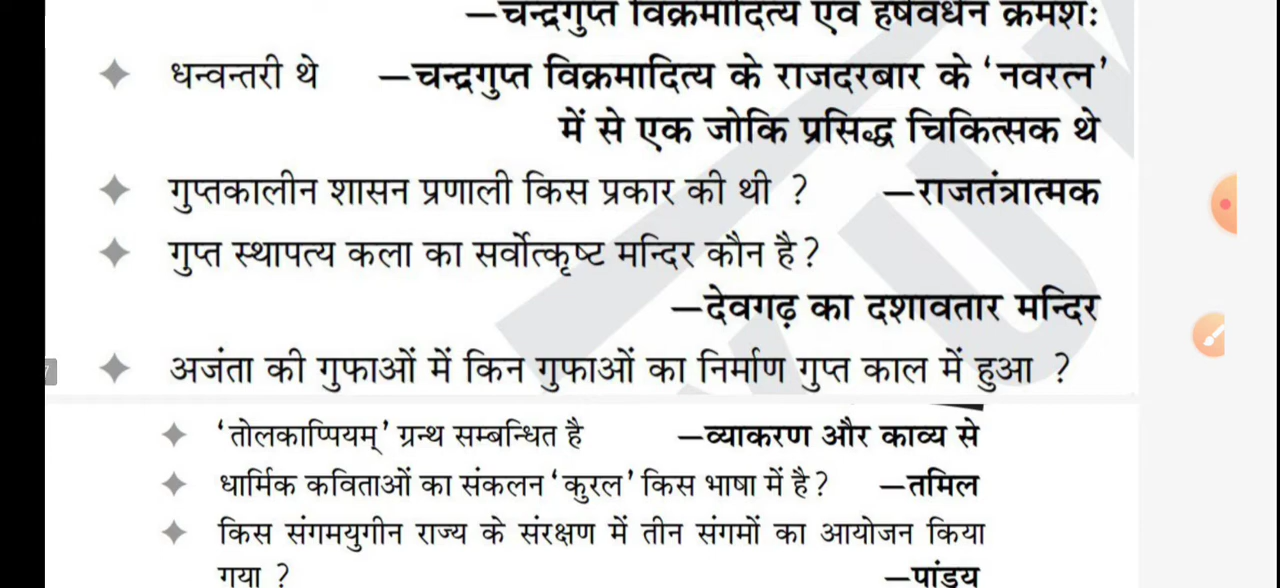 —चन्द्रगुप्त विक्रमादित्य एवं हर्षवर्धन क्रमशः
धन्वन्तरी थे —चन्द्रगुप्त विक्रमादित्य के राजदरबार के ‘नवरत्न’
में से एक जोकि प्रसिद्ध चिकित्सक थे
गुप्तकालीन शासन प्रणाली किस प्रकार की थी ? —राजतंत्रात्मक
गुप्त स्थापत्य कला का सर्वोत्कृष्ट मन्दिर कौन है?
—देवगढ़ का दशावतार मन्दिर
अजंता की गुफाओं में किन गुफाओं का निर्माण गुप्त काल में हुआ ?
‘तोलकाप्पियम्’ ग्रन्थ सम्बन्धित है —व्याकरण और काव्य से
धार्मिक कविताओं का संकलन ‘कुरल’ किस भाषा में है? —तमिल
किस संगमयुगीन राज्य के संरक्षण में तीन संगमों का आयोजन किया
गया ? —पांड्य